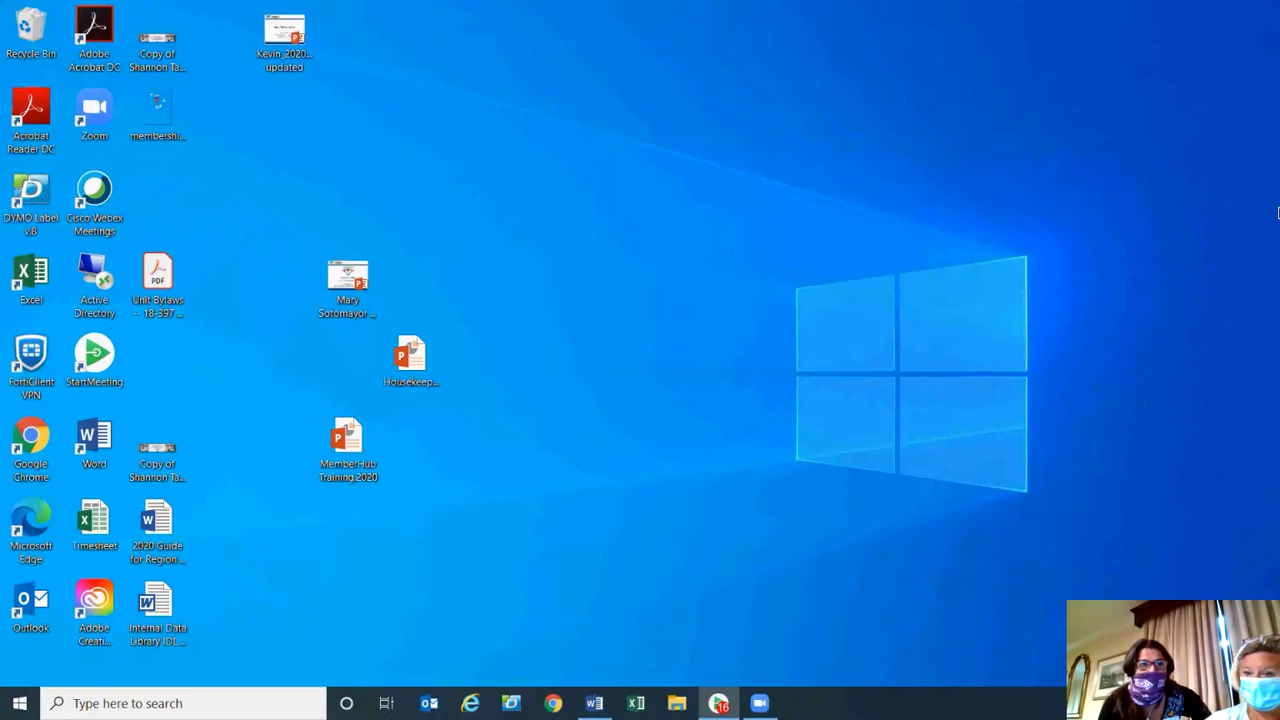 Recycle Bin
Adobe
Acrobat DC
Copy of
Shannon Ta...
Kevin_2020...
updated
Acrobat
Reader DC
Zoom
membershi...
DYMO Label
v.8
Cisco Webex
Meetings
Excel
Active
Directory
PDF
Unit Bylaws
-- 18-397 ...
Mary
Sotomayor ...
FortiClient
VPN
StartMeeting
Housekeep...
Google
Chrome
Word
Copy of
Shannon Ta...
MemberHub
Training.2020
Microsoft
Edge
Timesheet
2020 Guide
for Region ...
Outlook
Adobe
Creati...
Internal Data
Library IDL ...
Type here to search
16